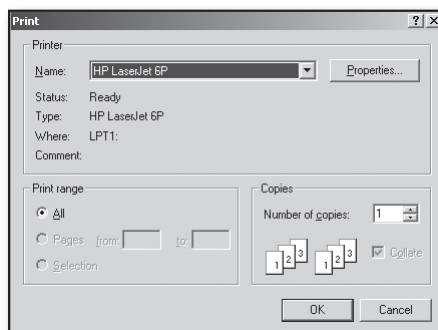 Print
Printer
Name: HP LaserJet 6P Properties...
Status: Ready
Type: HP LaserJet 6P
Where: LPT1:
Comment:
Print range
All
Pages from: to:
Selection
Copies
Number of copies: 1
1 2 3 1 2 3
Collate
OK Cancel